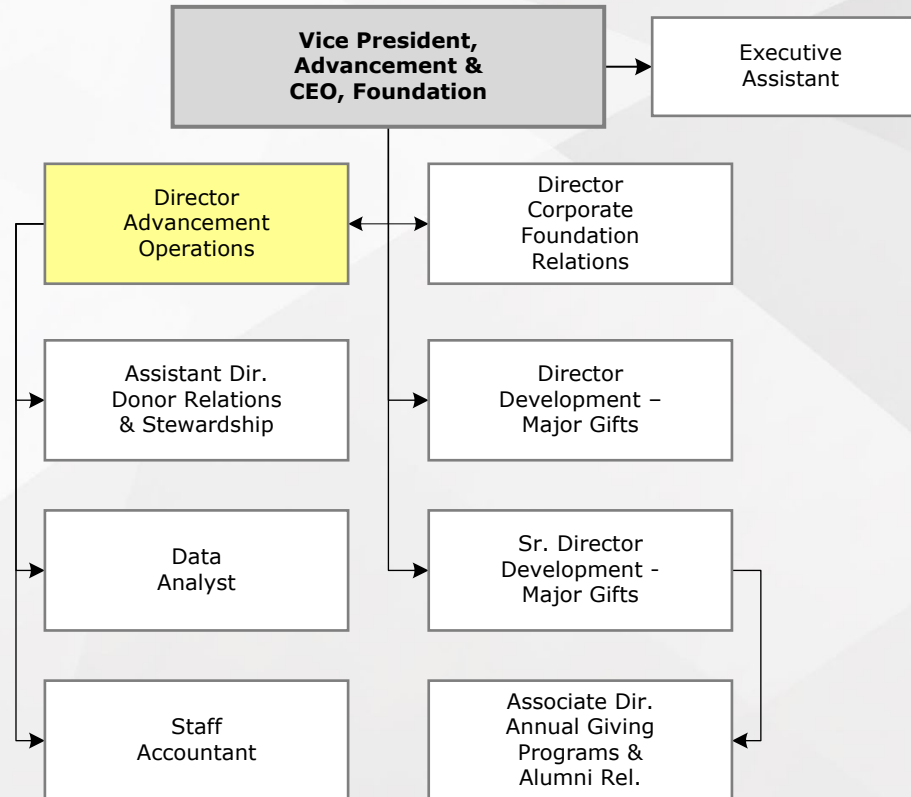 Vice President,
Advancement &
CEO, Foundation
Executive
Assistant
Director
Advancement
Operations
Director
Corporate
Foundation
Relations
Assistant Dir.
Donor Relations
& Stewardship
Director
Development –
Major Gifts
Data
Analyst
Sr. Director
Development -
Major Gifts
Staff
Accountant
Associate Dir.
Annual Giving
Programs &
Alumni Rel.